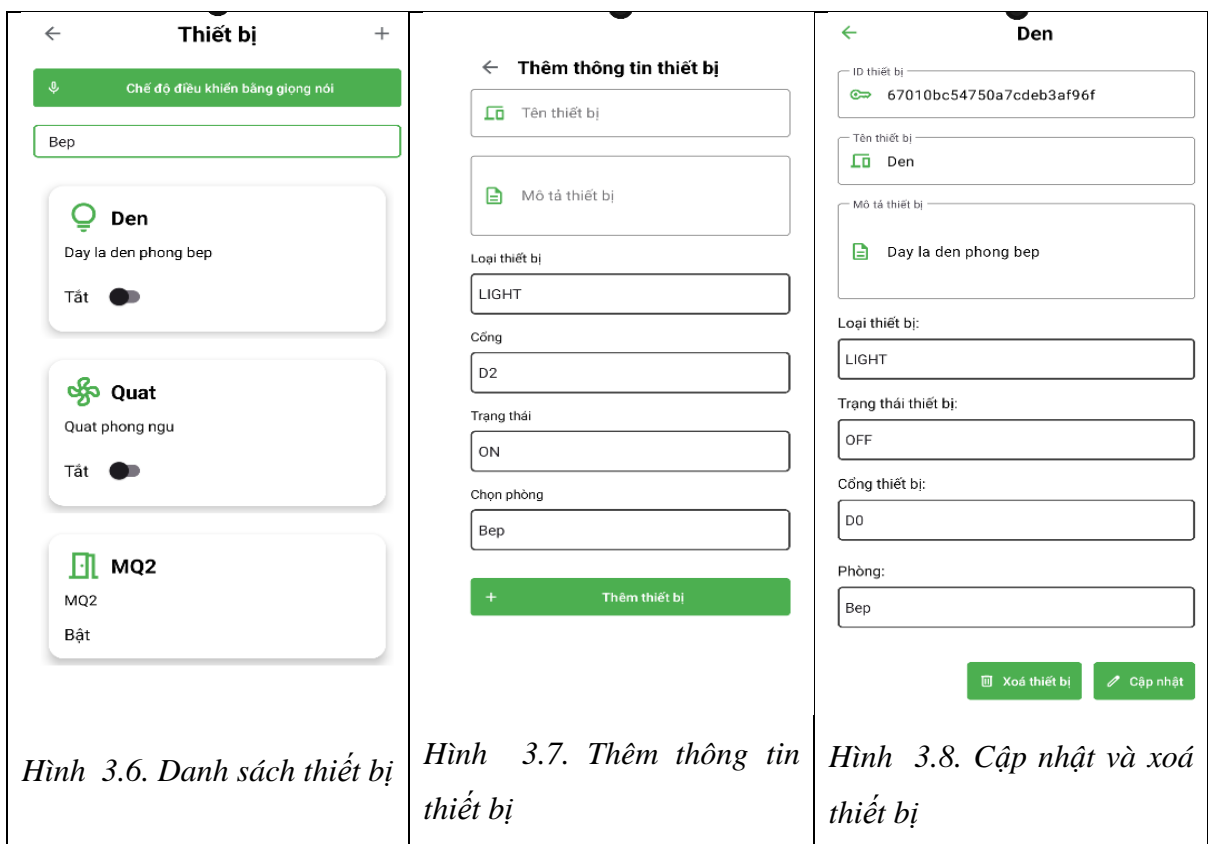 Thiết bị
Chế độ điều khiển bằng giọng nói
Bep
Den
Day la den phong bep
Tắt
Quat
Quat phong ngu
Tắt
MQ2
MQ2
Bật
Hình 3.6. Danh sách thiết bị
Thêm thông tin thiết bị
Tên thiết bị
Mô tả thiết bị
Loại thiết bị
LIGHT
Cổng
D2
Trạng thái
ON
Chọn phòng
Bep
Thêm thiết bị
Hình 3.7. Thêm thông tin
thiết bị
Den
ID thiết bị
67010bc54750a7cdeb3af96f
Tên thiết bị
Den
Mô tả thiết bị
Day la den phong bep
Loại thiết bị:
LIGHT
Trạng thái thiết bị:
OFF
Cổng thiết bị:
D0
Phòng:
Bep
Xoá thiết bị
Cập nhật
Hình 3.8. Cập nhật và xoá
thiết bị